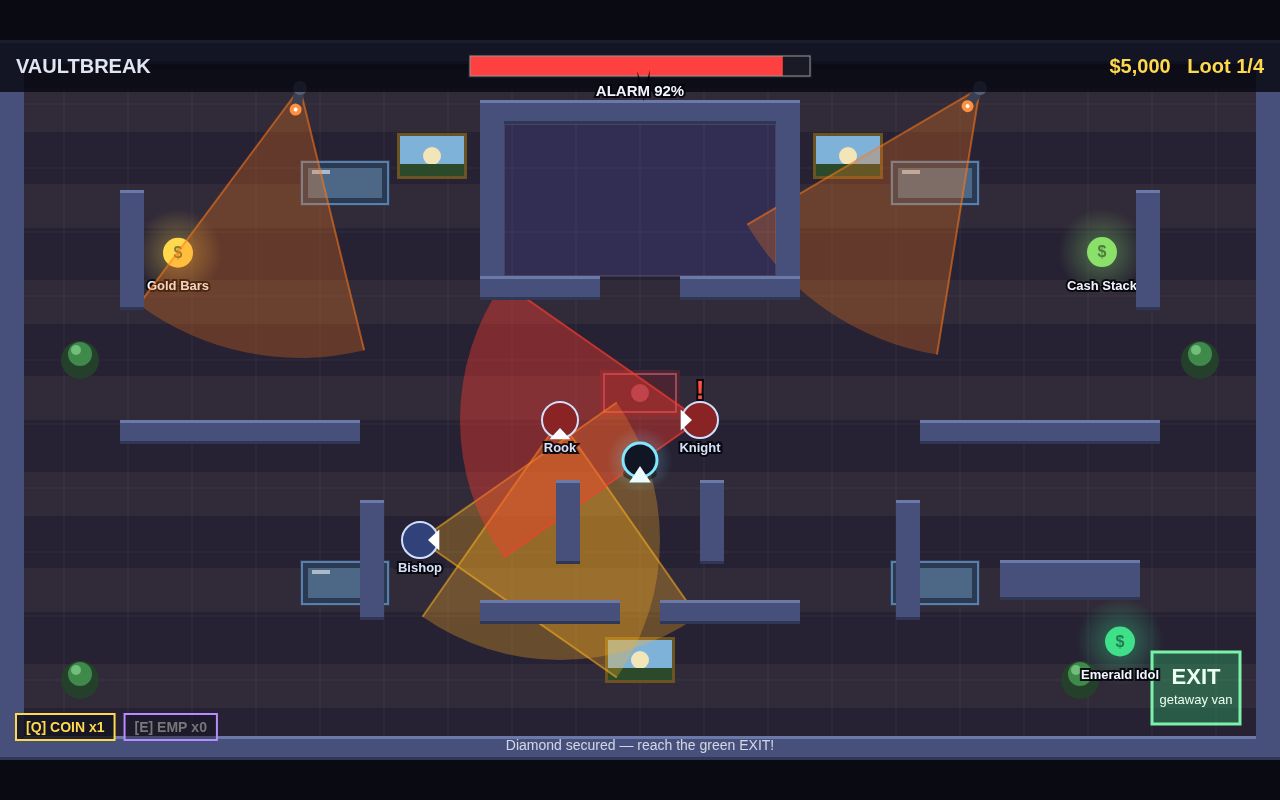 VAULTBREAK
ALARM 92%
$5,000 Loot 1/4
$
Gold Bars
$
Cash Stack
!
Rook
Knight
Bishop
$
Emerald Idol
EXIT
getaway van
[Q] COIN x1
[E] EMP x0
Diamond secured — reach the green EXIT!